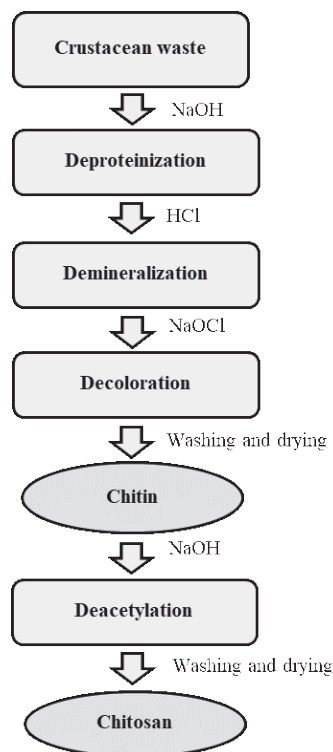 Crustacean waste
NaOH
Deproteinization
HCl
Demineralization
NaOCl
Decoloration
Washing and drying
Chitin
NaOH
Deacetylation
Washing and drying
Chitosan